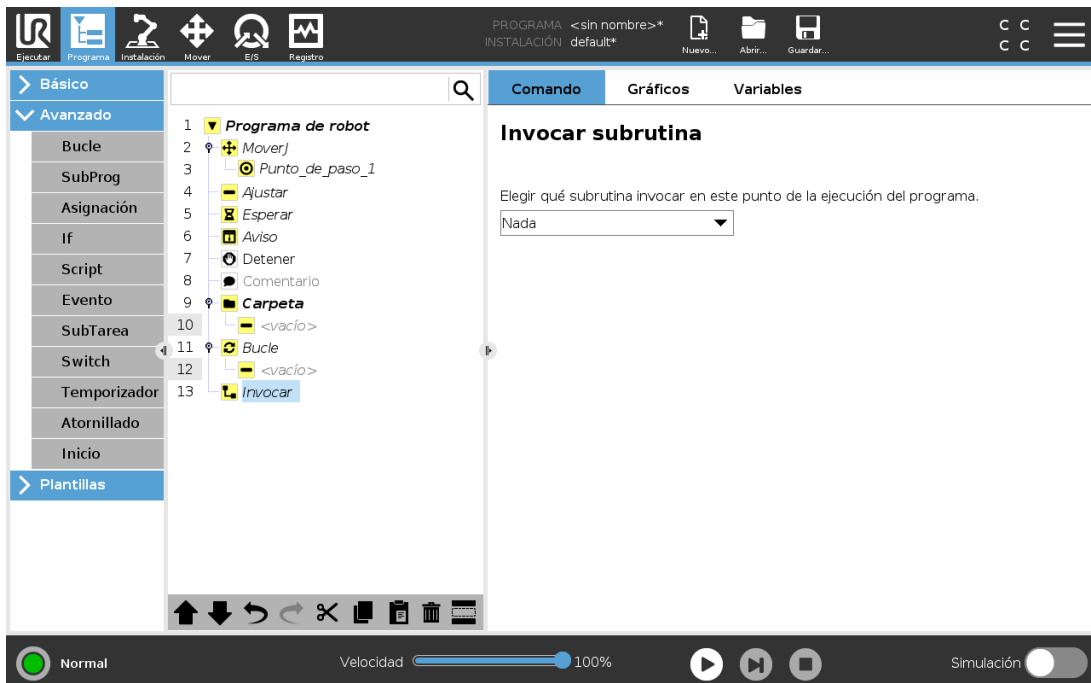 PROGRAMA <sin nombre>*
INSTALACIÓN default*
UR
Ejecutar Programa Instalación Mover E/S Registro
Nuevo... Abrir... Guardar...
C C
C C
Básico
Avanzado
Bucle
SubProg
Asignación
If
Script
Evento
SubTarea
Switch
Temporizador
Atornillado
Inicio
Plantillas
1 Programa de robot
2 MoverJ
3 Punto_de_paso_1
4 Ajustar
5 Esperar
6 Aviso
7 Detener
8 Comentario
9 Carpeta
10 <vacío>
11 Bucle
12 <vacío>
13 Invocar
Comando Gráficos Variables
Invocar subrutina
Elegir qué subrutina invocar en este punto de la ejecución del programa.
Nada
Normal
Velocidad 100%
Simulación